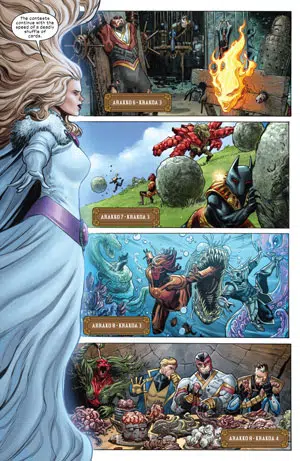 The contests
continue with the
speed of a deadly
shuffle of
cards.
ARAKKO 6 - KRAKOA 3
ARAKKO 7 - KRAKOA 3
ARAKKO 8 - KRAKOA 3
ARAKKO 8 - KRAKOA 4